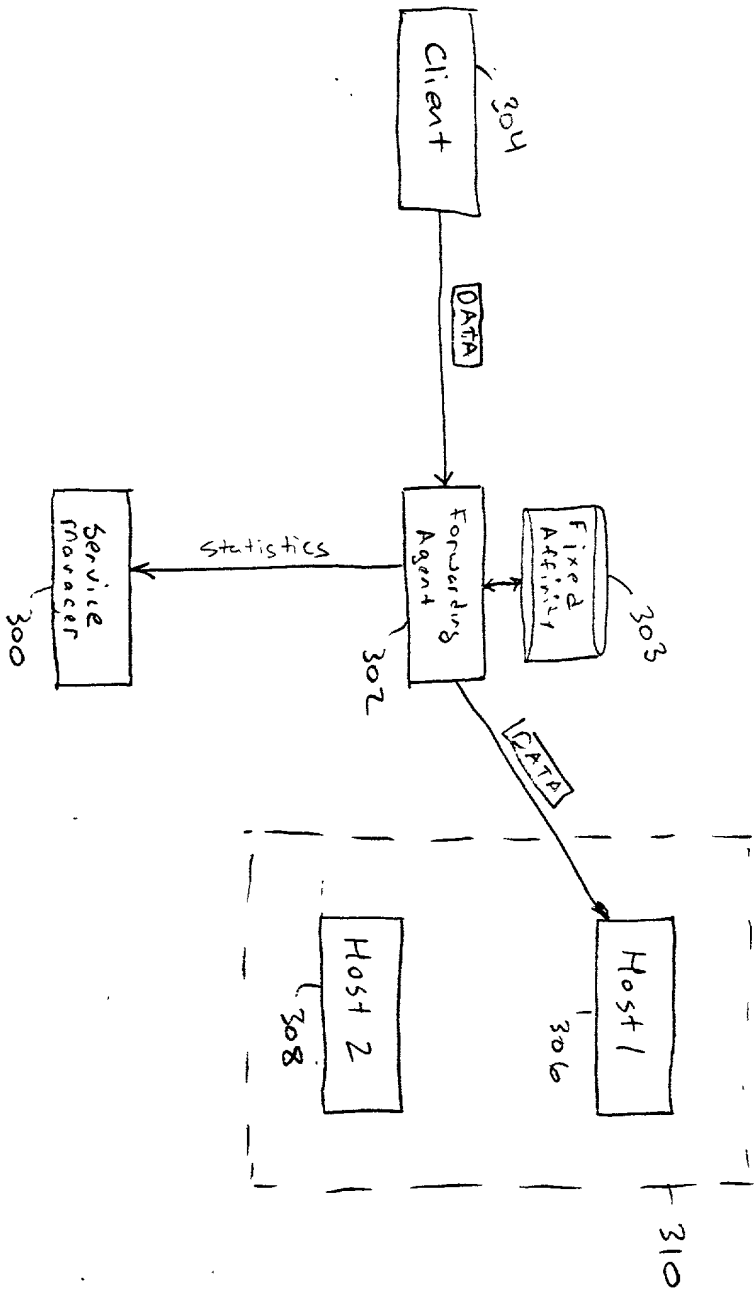 Client
304
DATA
Fixed
Affinity
303
Forwarding
Agent
302
Statistics
Service
Manager
300
DATA
Host 1
306
Host 2
308
310